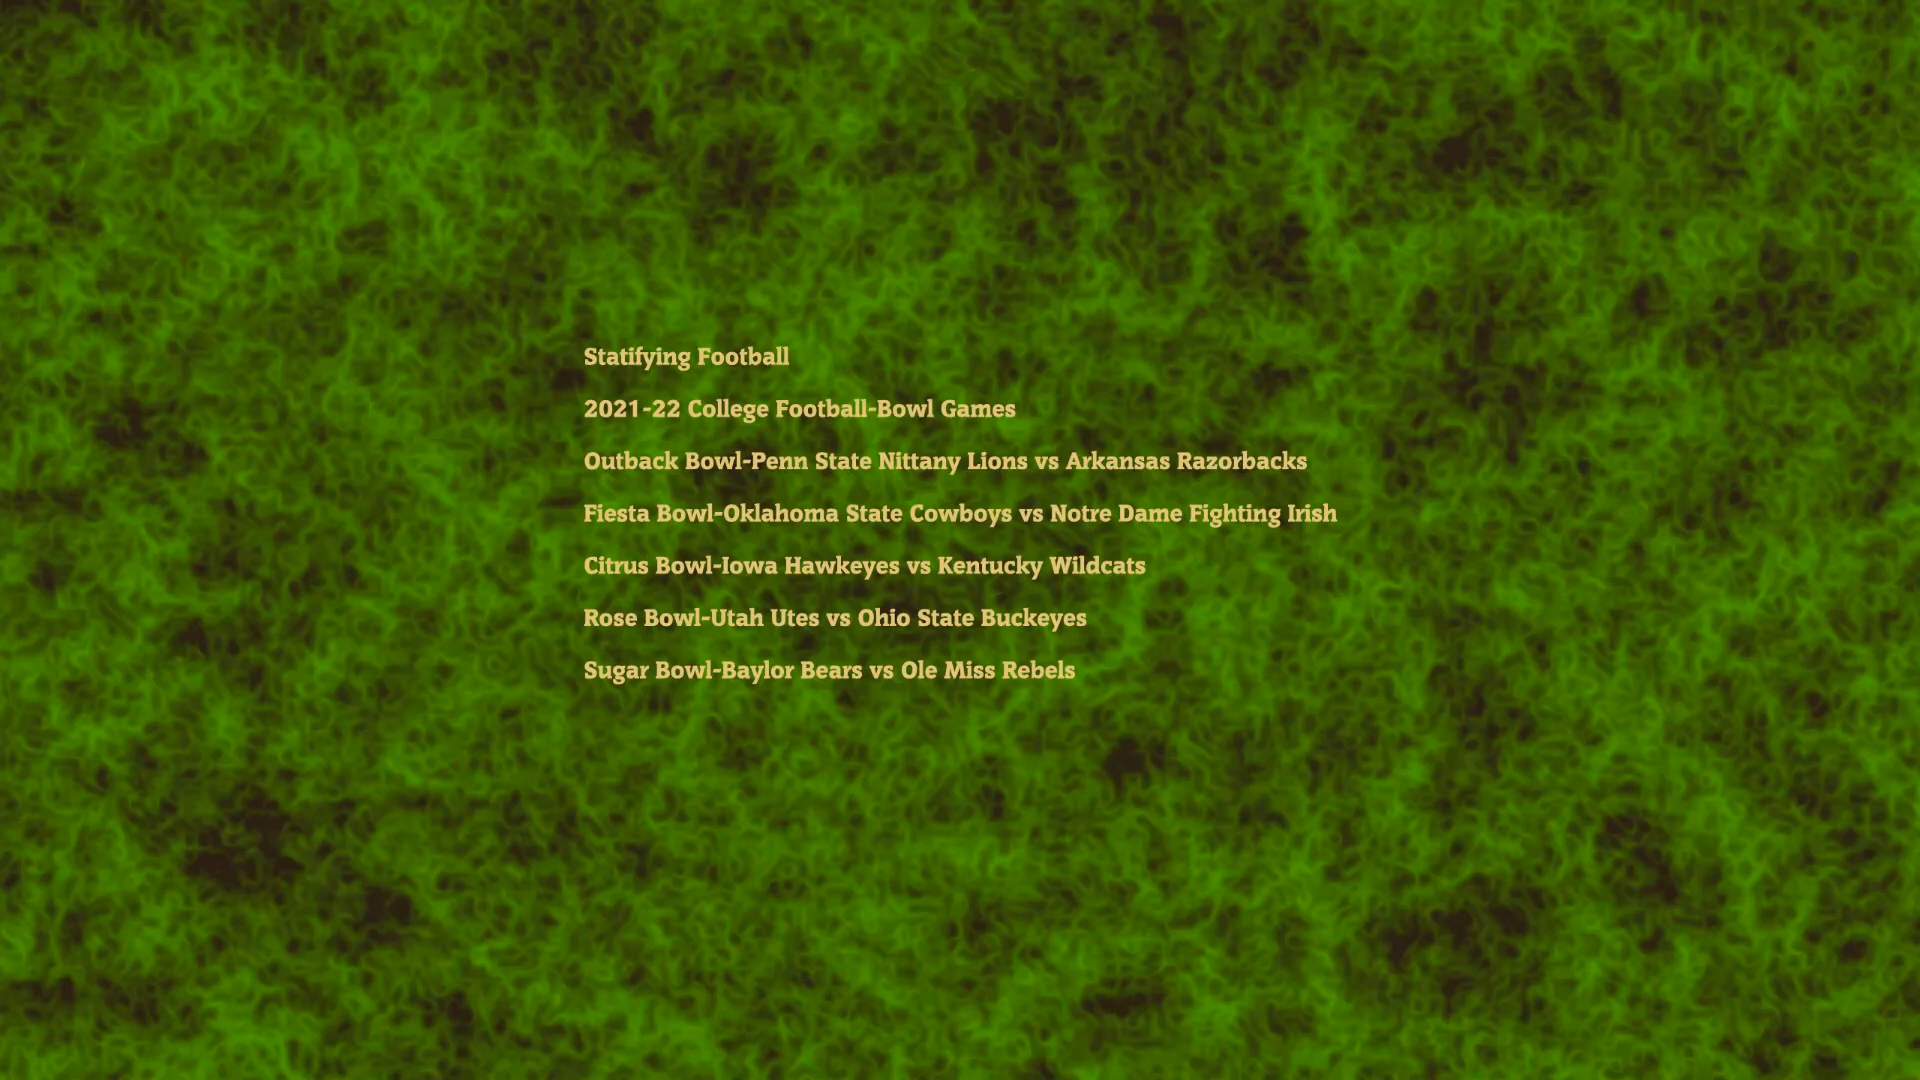 Statifying Football
2021-22 College Football-Bowl Games
Outback Bowl-Penn State Nittany Lions vs Arkansas Razorbacks
Fiesta Bowl-Oklahoma State Cowboys vs Notre Dame Fighting Irish
Citrus Bowl-Iowa Hawkeyes vs Kentucky Wildcats
Rose Bowl-Utah Utes vs Ohio State Buckeyes
Sugar Bowl-Baylor Bears vs Ole Miss Rebels